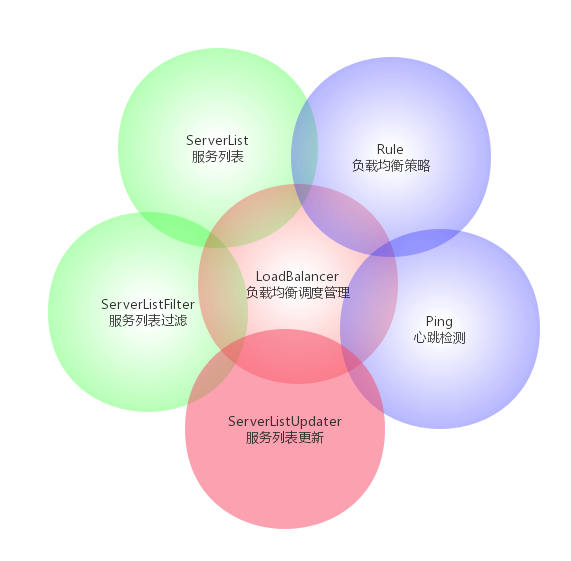 ServerList
服务列表
Rule
负载均衡策略
LoadBalancer
负载均衡调度管理
ServerListFilter
服务列表过滤
Ping
心跳检测
ServerListUpdater
服务列表更新